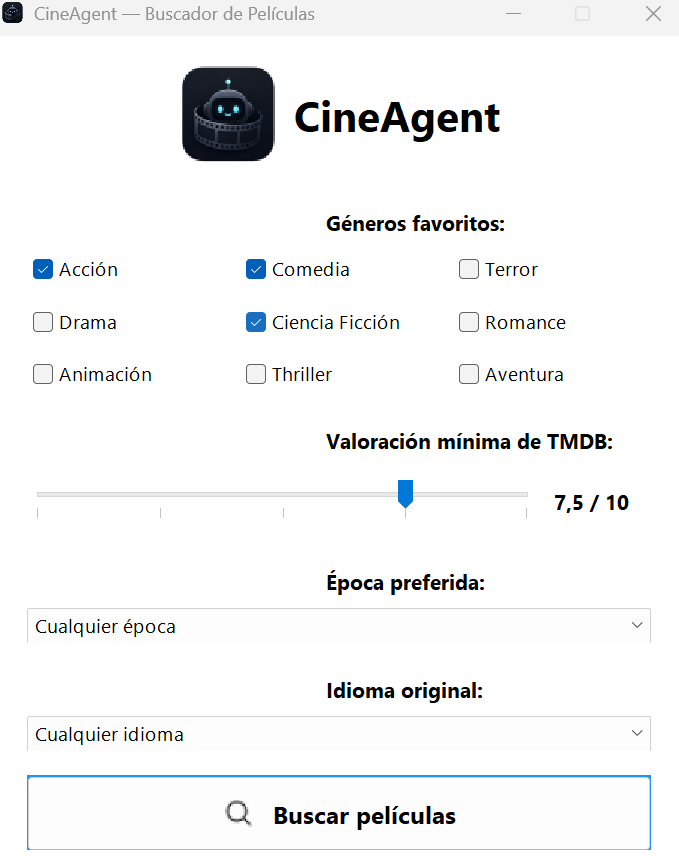 CineAgent — Buscador de Películas
CineAgent
Géneros favoritos:
Acción Comedia Terror
Drama Ciencia Ficción Romance
Animación Thriller Aventura
Valoración mínima de TMDB:
7,5 / 10
Época preferida:
Cualquier época
Idioma original:
Cualquier idioma
Buscar películas